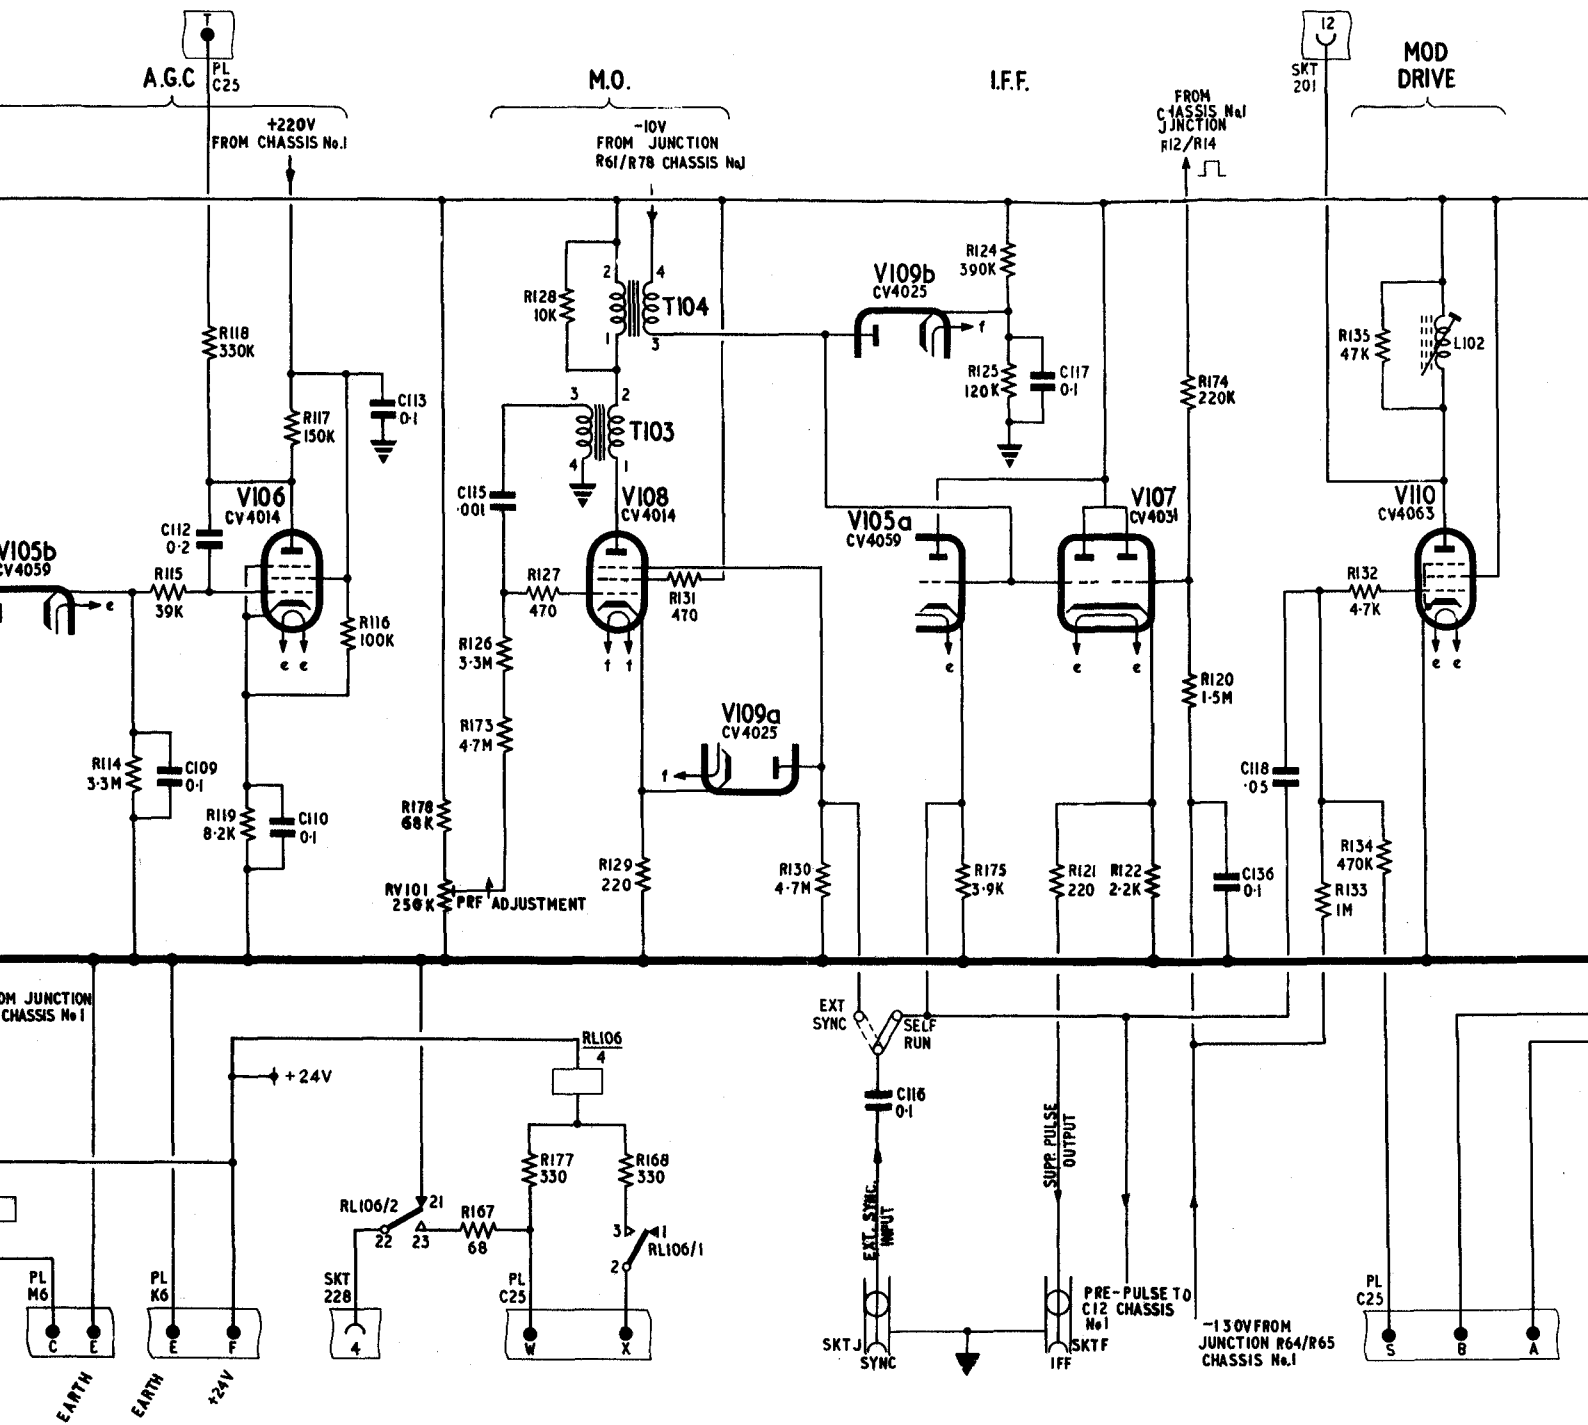 T
PL
C25
A.G.C
+220V
FROM CHASSIS No.1
M.O.
-10V
FROM JUNCTION
R61/R78 CHASSIS No.1
I.F.F.
FROM
CHASSIS No.1
JUNCTION
R12/R14
12
SKT
201
MOD
DRIVE
R118
330K
R117
150K
C113
0·1
V106
CV4014
C112
0·2
V105b
CV4059
e
R115
39K
R116
100K
e e
R114
3·3M
C109
0·1
R119
8·2K
C110
0·1
R128
10K
2
4
T104
1
3
3
2
T103
4
1
C115
·001
V108
CV4014
R127
470
R131
470
f f
R126
3·3M
R173
4·7M
V109a
CV4025
f
R178
68K
RV101
250K
PRF ADJUSTMENT
R129
220
R130
4·7M
V109b
CV4025
f
R124
390K
R125
120K
C117
0·1
V105a
CV4059
e
V107
CV4031
e e
R174
220K
R120
1·5M
R175
3·9K
R121
220
R122
2·2K
C136
0·1
R135
47K
L102
V110
CV4063
R132
4·7K
e e
C118
·05
R134
470K
R133
1M
OM JUNCTION
CHASSIS No 1
+24V
RL106
4
R177
330
R168
330
RL106/2
21
22
23
R167
68
3
1
RL106/1
2
EXT
SYNC
SELF
RUN
C116
0·1
EXT. SYNC.
INPUT
SUPP. PULSE
OUTPUT
PL
M6
C
E
EARTH
PL
K6
E
F
EARTH
+24V
SKT
228
4
PL
C25
W
X
SKTJ
SYNC
SKTF
IFF
PRE-PULSE TO
C12 CHASSIS
No 1
-130V FROM
JUNCTION R64/R65
CHASSIS No.1
PL
C25
S
B
A